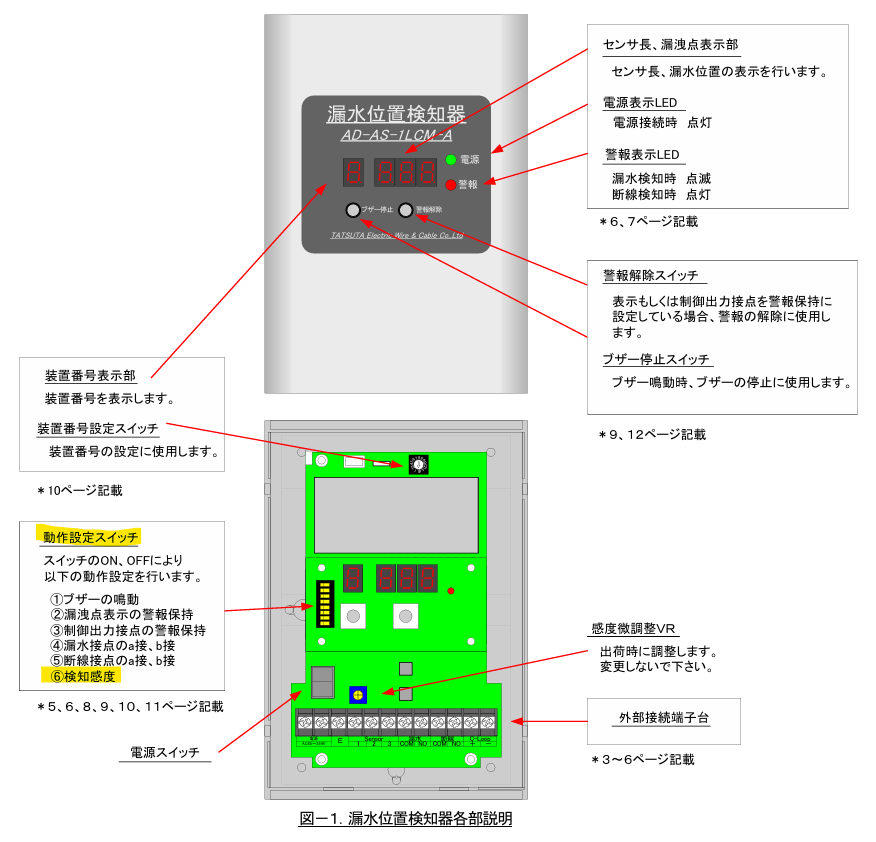 漏水位置検知器
AD-AS-1LCM-A
電源
警報
ブザー停止
警報解除
TATSUTA Electric Wire & Cable Co.,Ltd
センサ長、漏洩点表示部
センサ長、漏水位置の表示を行います。
電源表示LED
電源接続時 点灯
警報表示LED
漏水検知時 点滅
断線検知時 点灯
*6、7ページ記載
警報解除スイッチ
表示もしくは制御出力接点を警報保持に
設定している場合、警報の解除に使用し
ます。
ブザー停止スイッチ
ブザー鳴動時、ブザーの停止に使用します。
*9、12ページ記載
装置番号表示部
装置番号を表示します。
装置番号設定スイッチ
装置番号の設定に使用します。
*10ページ記載
動作設定スイッチ
スイッチのON、OFFにより
以下の動作設定を行います。
①ブザーの鳴動
②漏洩点表示の警報保持
③制御出力接点の警報保持
④漏水接点のa接、b接
⑤断線接点のa接、b接
⑥検知感度
*5、6、8、9、10、11ページ記載
電源スイッチ
感度微調整VR
出荷時に調整します。
変更しないで下さい。
外部接続端子台
*3～6ページ記載
電源 E Sensor 漏水 断線 C-Loop
1 2 3 COM NO COM NO + -
図-1. 漏水位置検知器各部説明